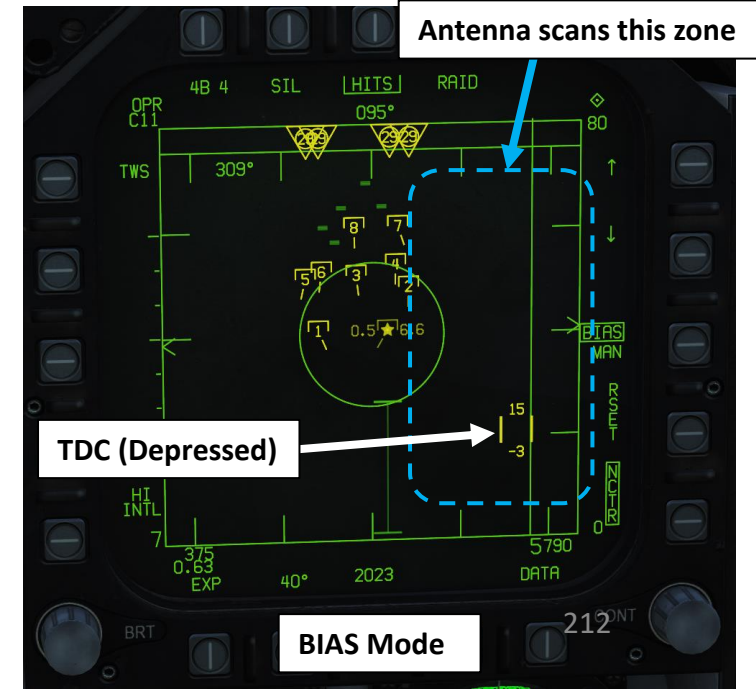 Antenna scans this zone
4B 4 SIL HITS RAID
OPR
C11
095°
80
29 29 29 29
TWS
309°
8 7
5 6 3 4
2
1 0.5 6.6
BIAS
MAN
RSET
15
-3
TDC (Depressed)
NCTR
HI
INTL
7
0
375
0.63
5790
EXP 40° 2023 DATA
BRT
BIAS Mode
212
CONT